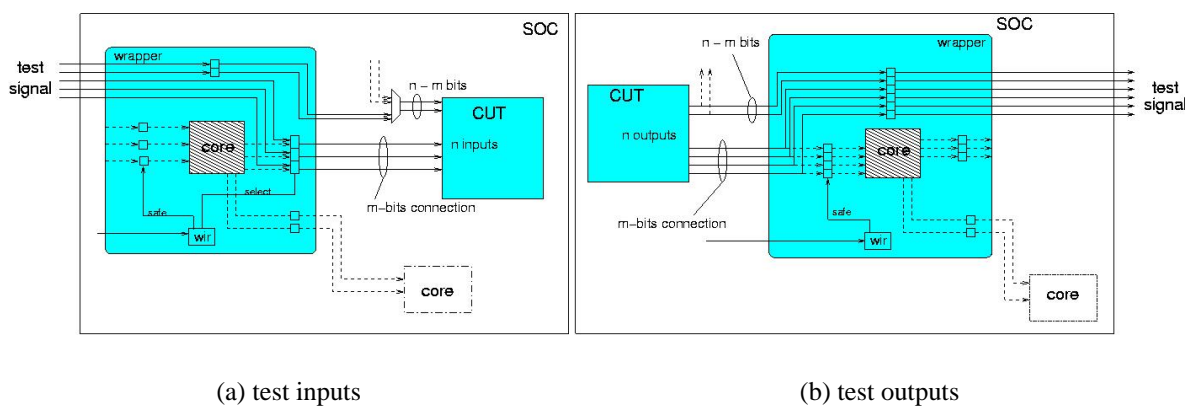 SOC
wrapper
test
signal
n - m bits
CUT
n inputs
core
select
m-bits connection
safe
wir
core
SOC
wrapper
n - m bits
CUT
n outputs
test
signal
core
m-bits connection
safe
wir
core
(a) test inputs
(b) test outputs